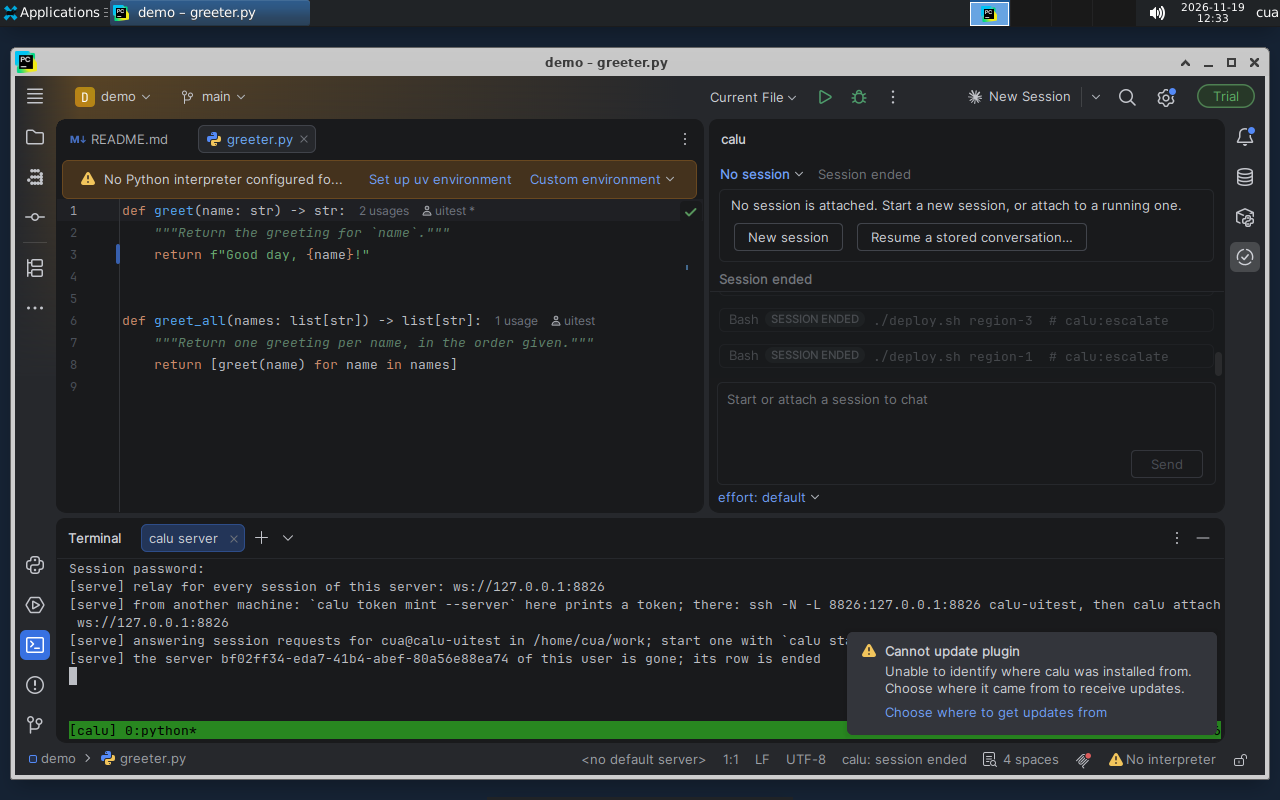 Applications
demo – greeter.py
2026-11-19
12:33
cua
demo – greeter.py
D
demo
main
Current File
New Session
Trial
README.md
greeter.py
No Python interpreter configured fo...
Set up uv environment
Custom environment
1 def greet(name: str) -> str: 2 usages uitest *
2 """Return the greeting for `name`."""
3 return f"Good day, {name}!"
4
5
6 def greet_all(names: list[str]) -> list[str]: 1 usage uitest
7 """Return one greeting per name, in the order given."""
8 return [greet(name) for name in names]
9
calu
No session
Session ended
No session is attached. Start a new session, or attach to a running one.
New session
Resume a stored conversation...
Session ended
Bash SESSION ENDED ./deploy.sh region-3 # calu:escalate
Bash SESSION ENDED ./deploy.sh region-1 # calu:escalate
Start or attach a session to chat
Send
effort: default
Terminal
calu server
Session password:
[serve] relay for every session of this server: ws://127.0.0.1:8826
[serve] from another machine: `calu token mint --server` here prints a token; there: ssh -N -L 8826:127.0.0.1:8826 calu-uitest, then calu attach
ws://127.0.0.1:8826
[serve] answering session requests for cua@calu-uitest in /home/cua/work; start one with `calu sta
[serve] the server bf02ff34-eda7-41b4-abef-80a56e88ea74 of this user is gone; its row is ended
[calu] 0:python*
Cannot update plugin
Unable to identify where calu was installed from.
Choose where it came from to receive updates.
Choose where to get updates from
demo
greeter.py
<no default server>
1:1
LF
UTF-8
calu: session ended
4 spaces
No interpreter